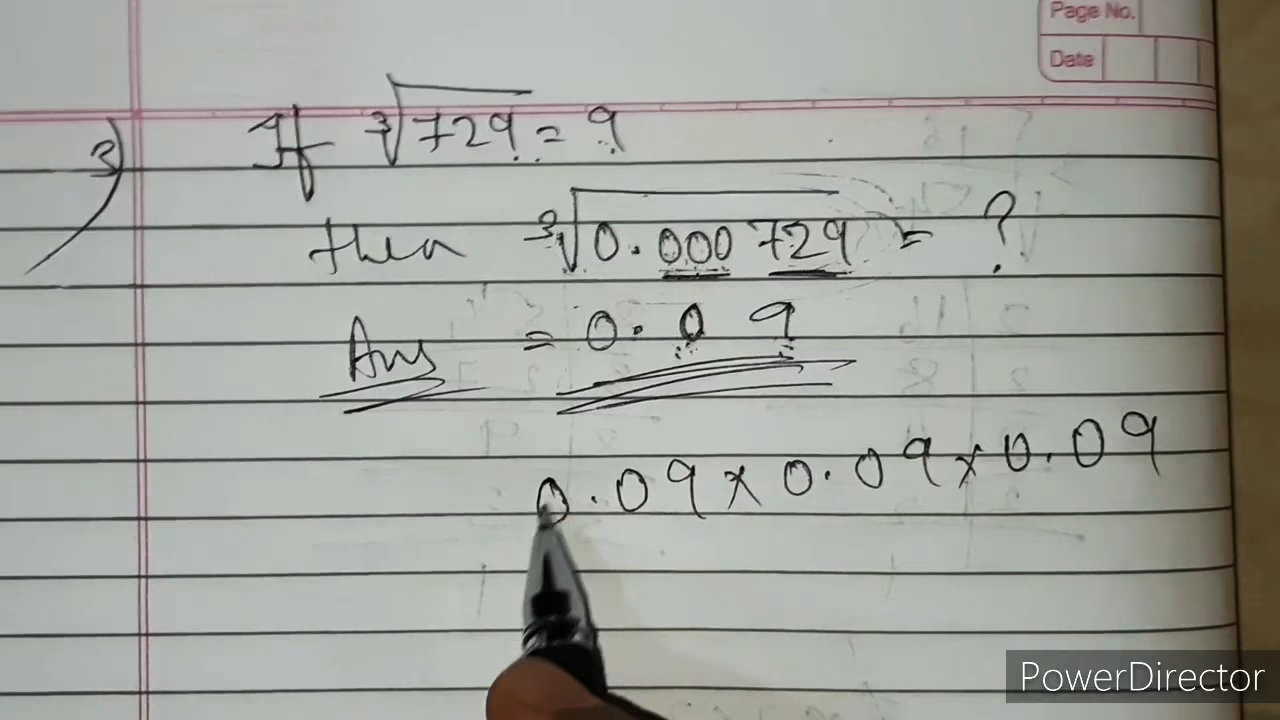 Page No.
Date
3) If ∛729 = 9
then ∛0.000729 = ?
Ans = 0.09
0.09 × 0.09 × 0.09
PowerDirector